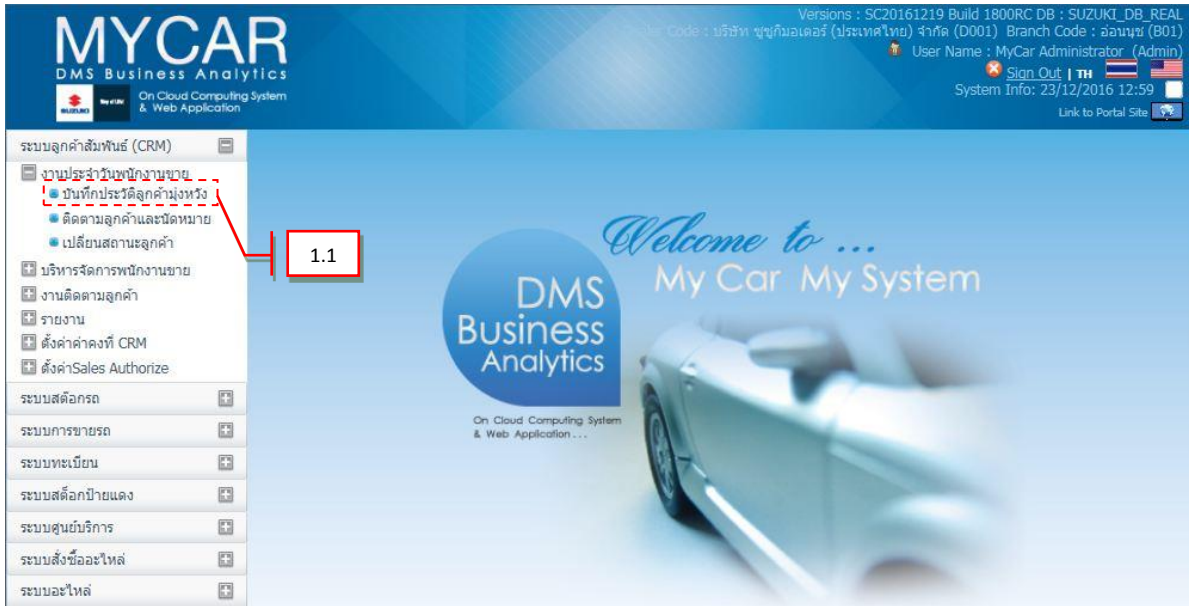 MYCAR
DMS Business Analytics
SUZUKI Way of Life! On Cloud Computing System
& Web Application
Versions : SC20161219 Build 1800RC DB : SUZUKI_DB_REAL
Code : บริษัท ซูซูกิมอเตอร์ (ประเทศไทย) จำกัด (D001) Branch Code : อ่อนนุช (B01)
User Name : MyCar Administrator (Admin)
Sign Out | TH
System Info: 23/12/2016 12:59
Link to Portal Site
ระบบลูกค้าสัมพันธ์ (CRM)
งานประจำวันพนักงานขาย
บันทึกประวัติลูกค้ามุ่งหวัง
ติดตามลูกค้าและนัดหมาย
เปลี่ยนสถานะลูกค้า
บริหารจัดการพนักงานขาย
งานติดตามลูกค้า
รายงาน
ตั้งค่าค่าคงที่ CRM
ตั้งค่าSales Authorize
ระบบสต๊อกรถ
ระบบการขายรถ
ระบบทะเบียน
ระบบสต็อกป้ายแดง
ระบบศูนย์บริการ
ระบบสั่งซื้ออะไหล่
ระบบอะไหล่
1.1
Welcome to ...
My Car My System
DMS
Business
Analytics
On Cloud Computing System
& Web Application...